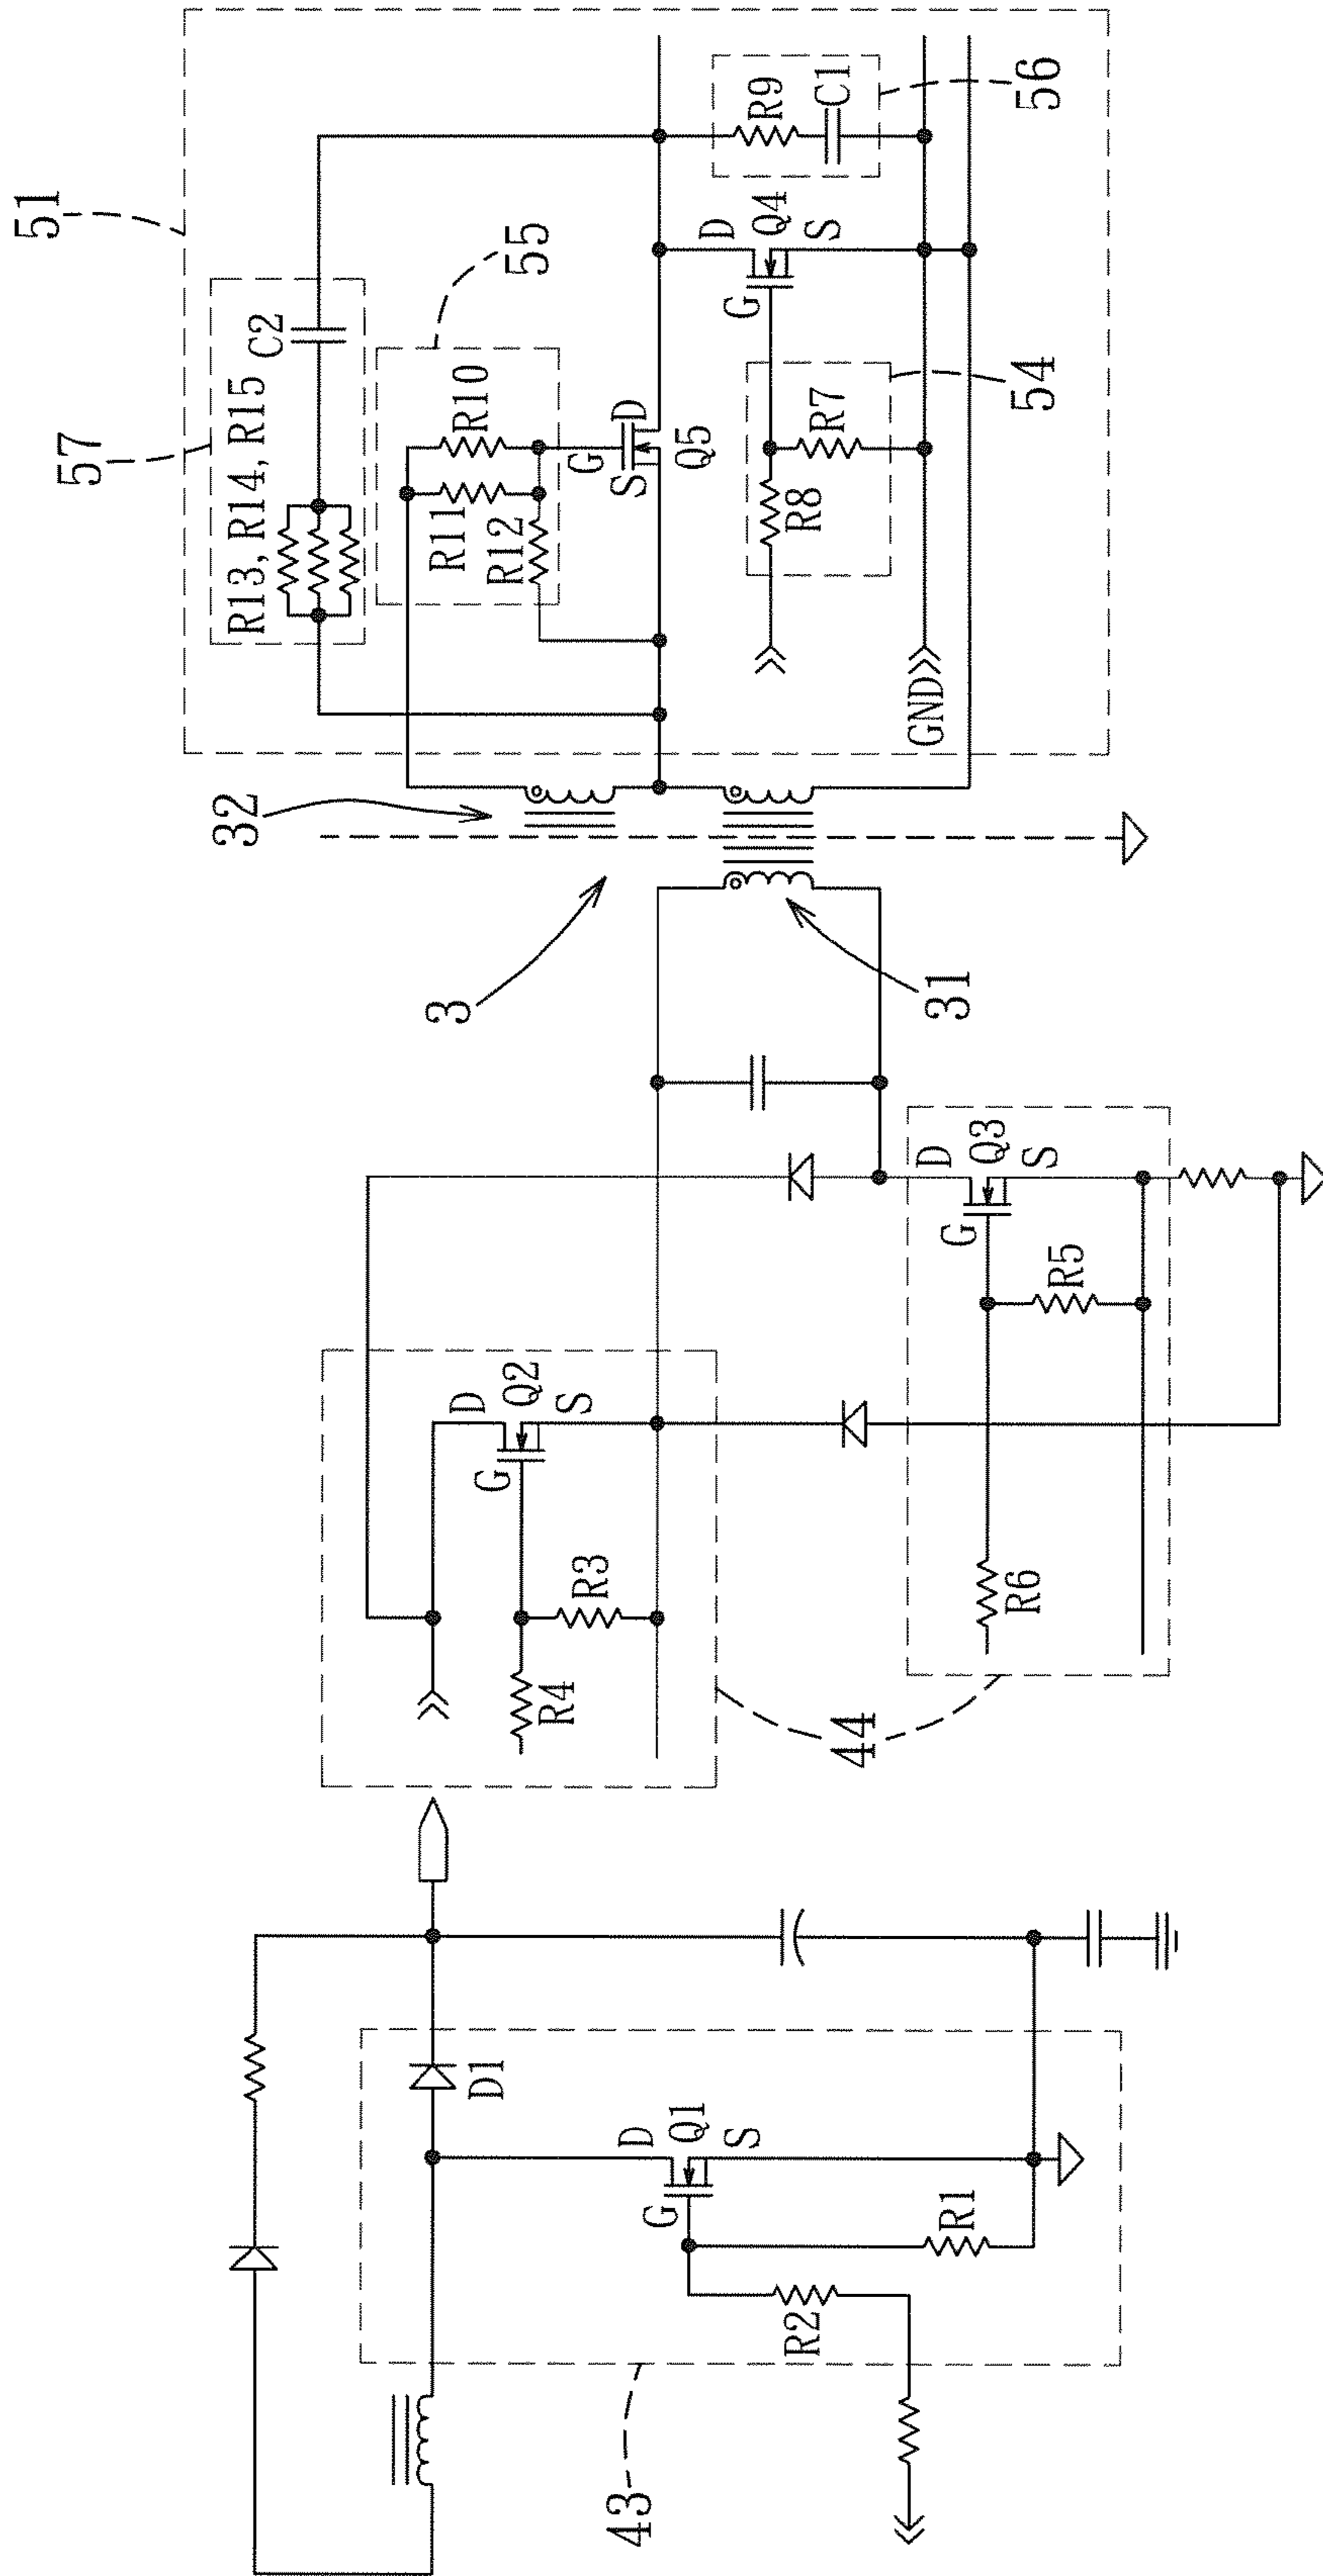 51
57
R13, R14, R15
C2
55
R11
R10
R12
G
S
D
Q5
R9
C1
56
D
Q4
S
G
R8
R7
54
GND
32
3
31
D
Q3
S
G
R5
R6
D
Q2
S
G
R3
R4
44
D1
D
Q1
S
G
R1
R2
43